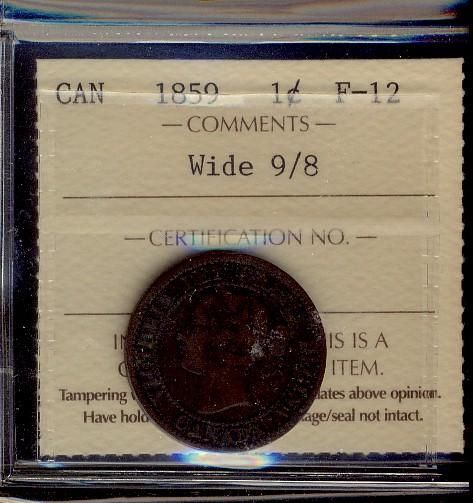 CAN 1859 1¢ F-12
— COMMENTS —
Wide 9/8
— CERTIFICATION NO. —
IS IS A
ITEM.
Tampering ates above opinion.
Have hold age/seal not intact.
CANADA